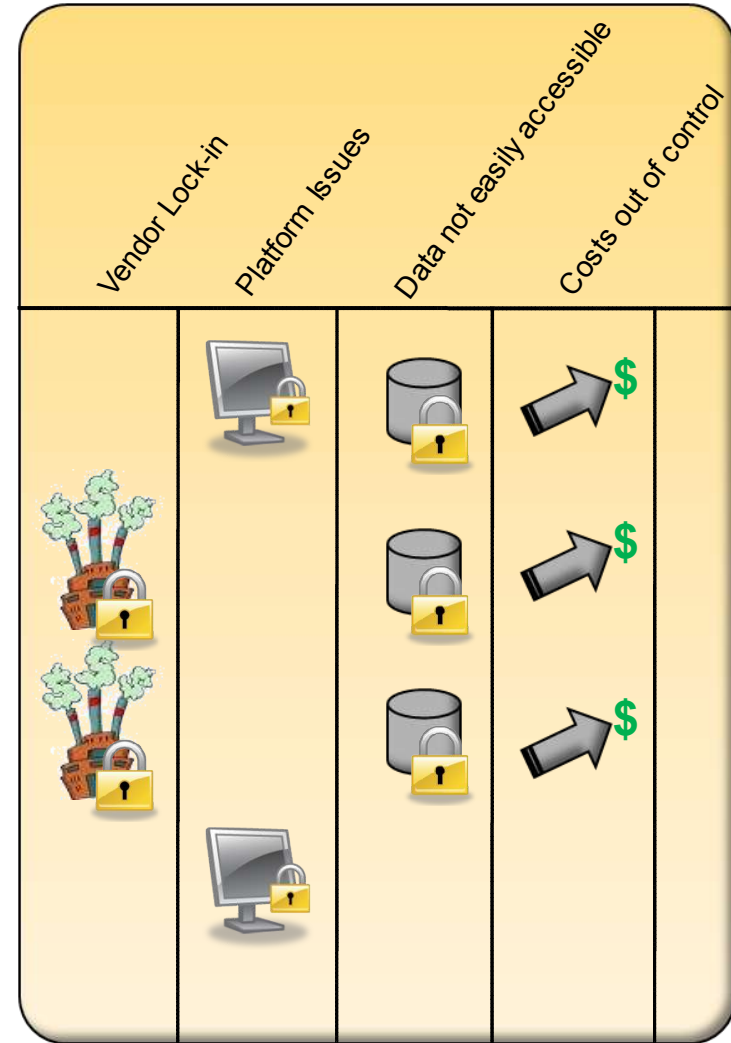 Vendor Lock-in
Platform Issues
Data not easily accessible
Costs out of control
$
$
$